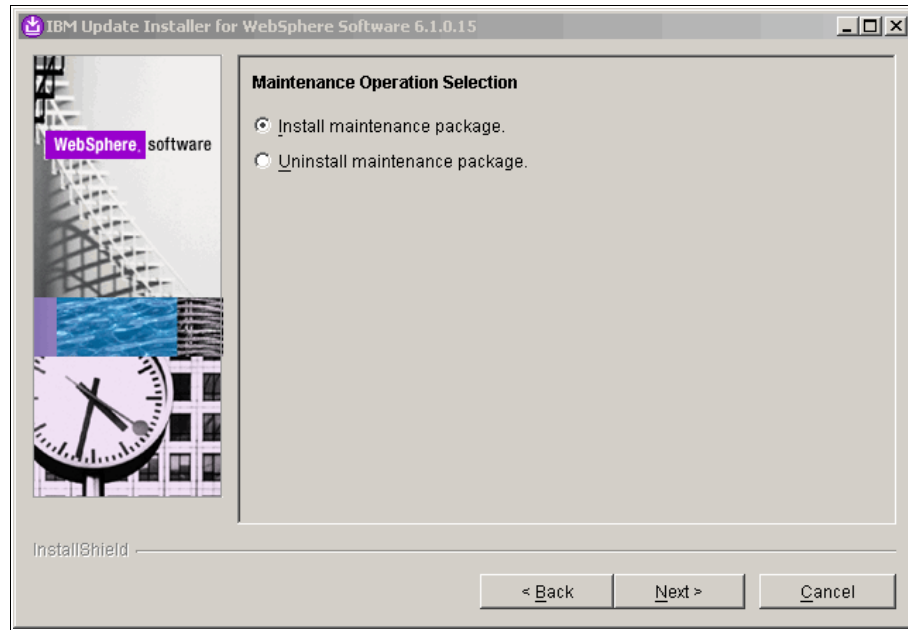 IBM Update Installer for WebSphere Software 6.1.0.15
WebSphere. software
Maintenance Operation Selection
Install maintenance package.
Uninstall maintenance package.
InstallShield
< Back
Next >
Cancel